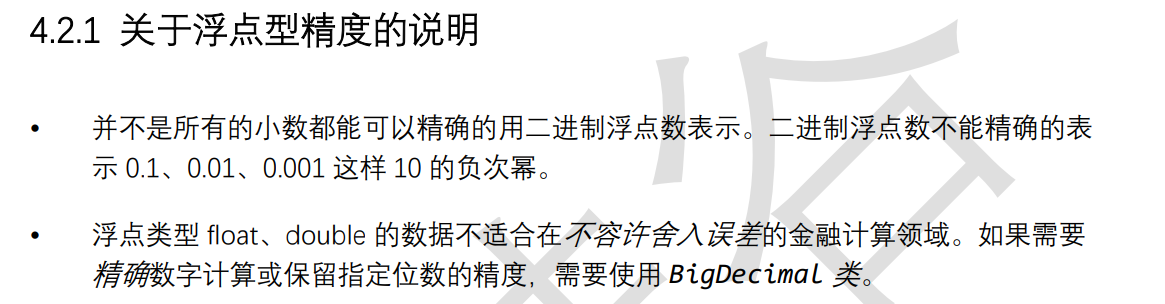 4.2.1 关于浮点型精度的说明
• 并不是所有的小数都能可以精确的用二进制浮点数表示。二进制浮点数不能精确的表
示 0.1、0.01、0.001 这样 10 的负次幂。
• 浮点类型 float、double 的数据不适合在不容许舍入误差的金融计算领域。如果需要
精确数字计算或保留指定位数的精度，需要使用 BigDecimal 类。